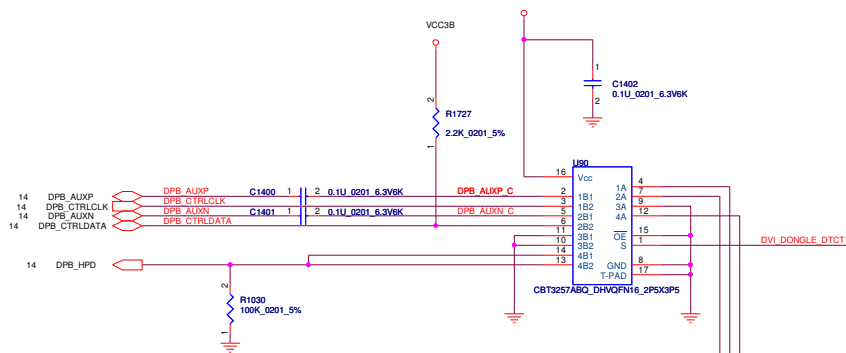 VCC3B
1
C1402
0.1U_0201_6.3V6K
2
2
R1727
2.2K_0201_5%
1
U90
16 Vcc
1A 4
14 DPB_AUXP DPB_AUXP C1400 1 2 0.1U_0201_6.3V6K DPB_AUXP_C 2 1B1 2A 7
14 DPB_CTRLCLK DPB_CTRLCLK 3 1B2 3A 9
14 DPB_AUXN DPB_AUXN C1401 1 2 0.1U_0201_6.3V6K DPB_AUXN_C 5 2B1 4A 12
14 DPB_CTRLDATA DPB_CTRLDATA 6 2B2
11 3B1 OE 15
10 3B2 S 1 DVI_DONGLE_DTCT
14 4B1
14 DPB_HPD 13 4B2 GND 8
T-PAD 17
CBT3257ABQ_DHVQFN16_2P5X3P5
2
R1030
100K_0201_5%
1